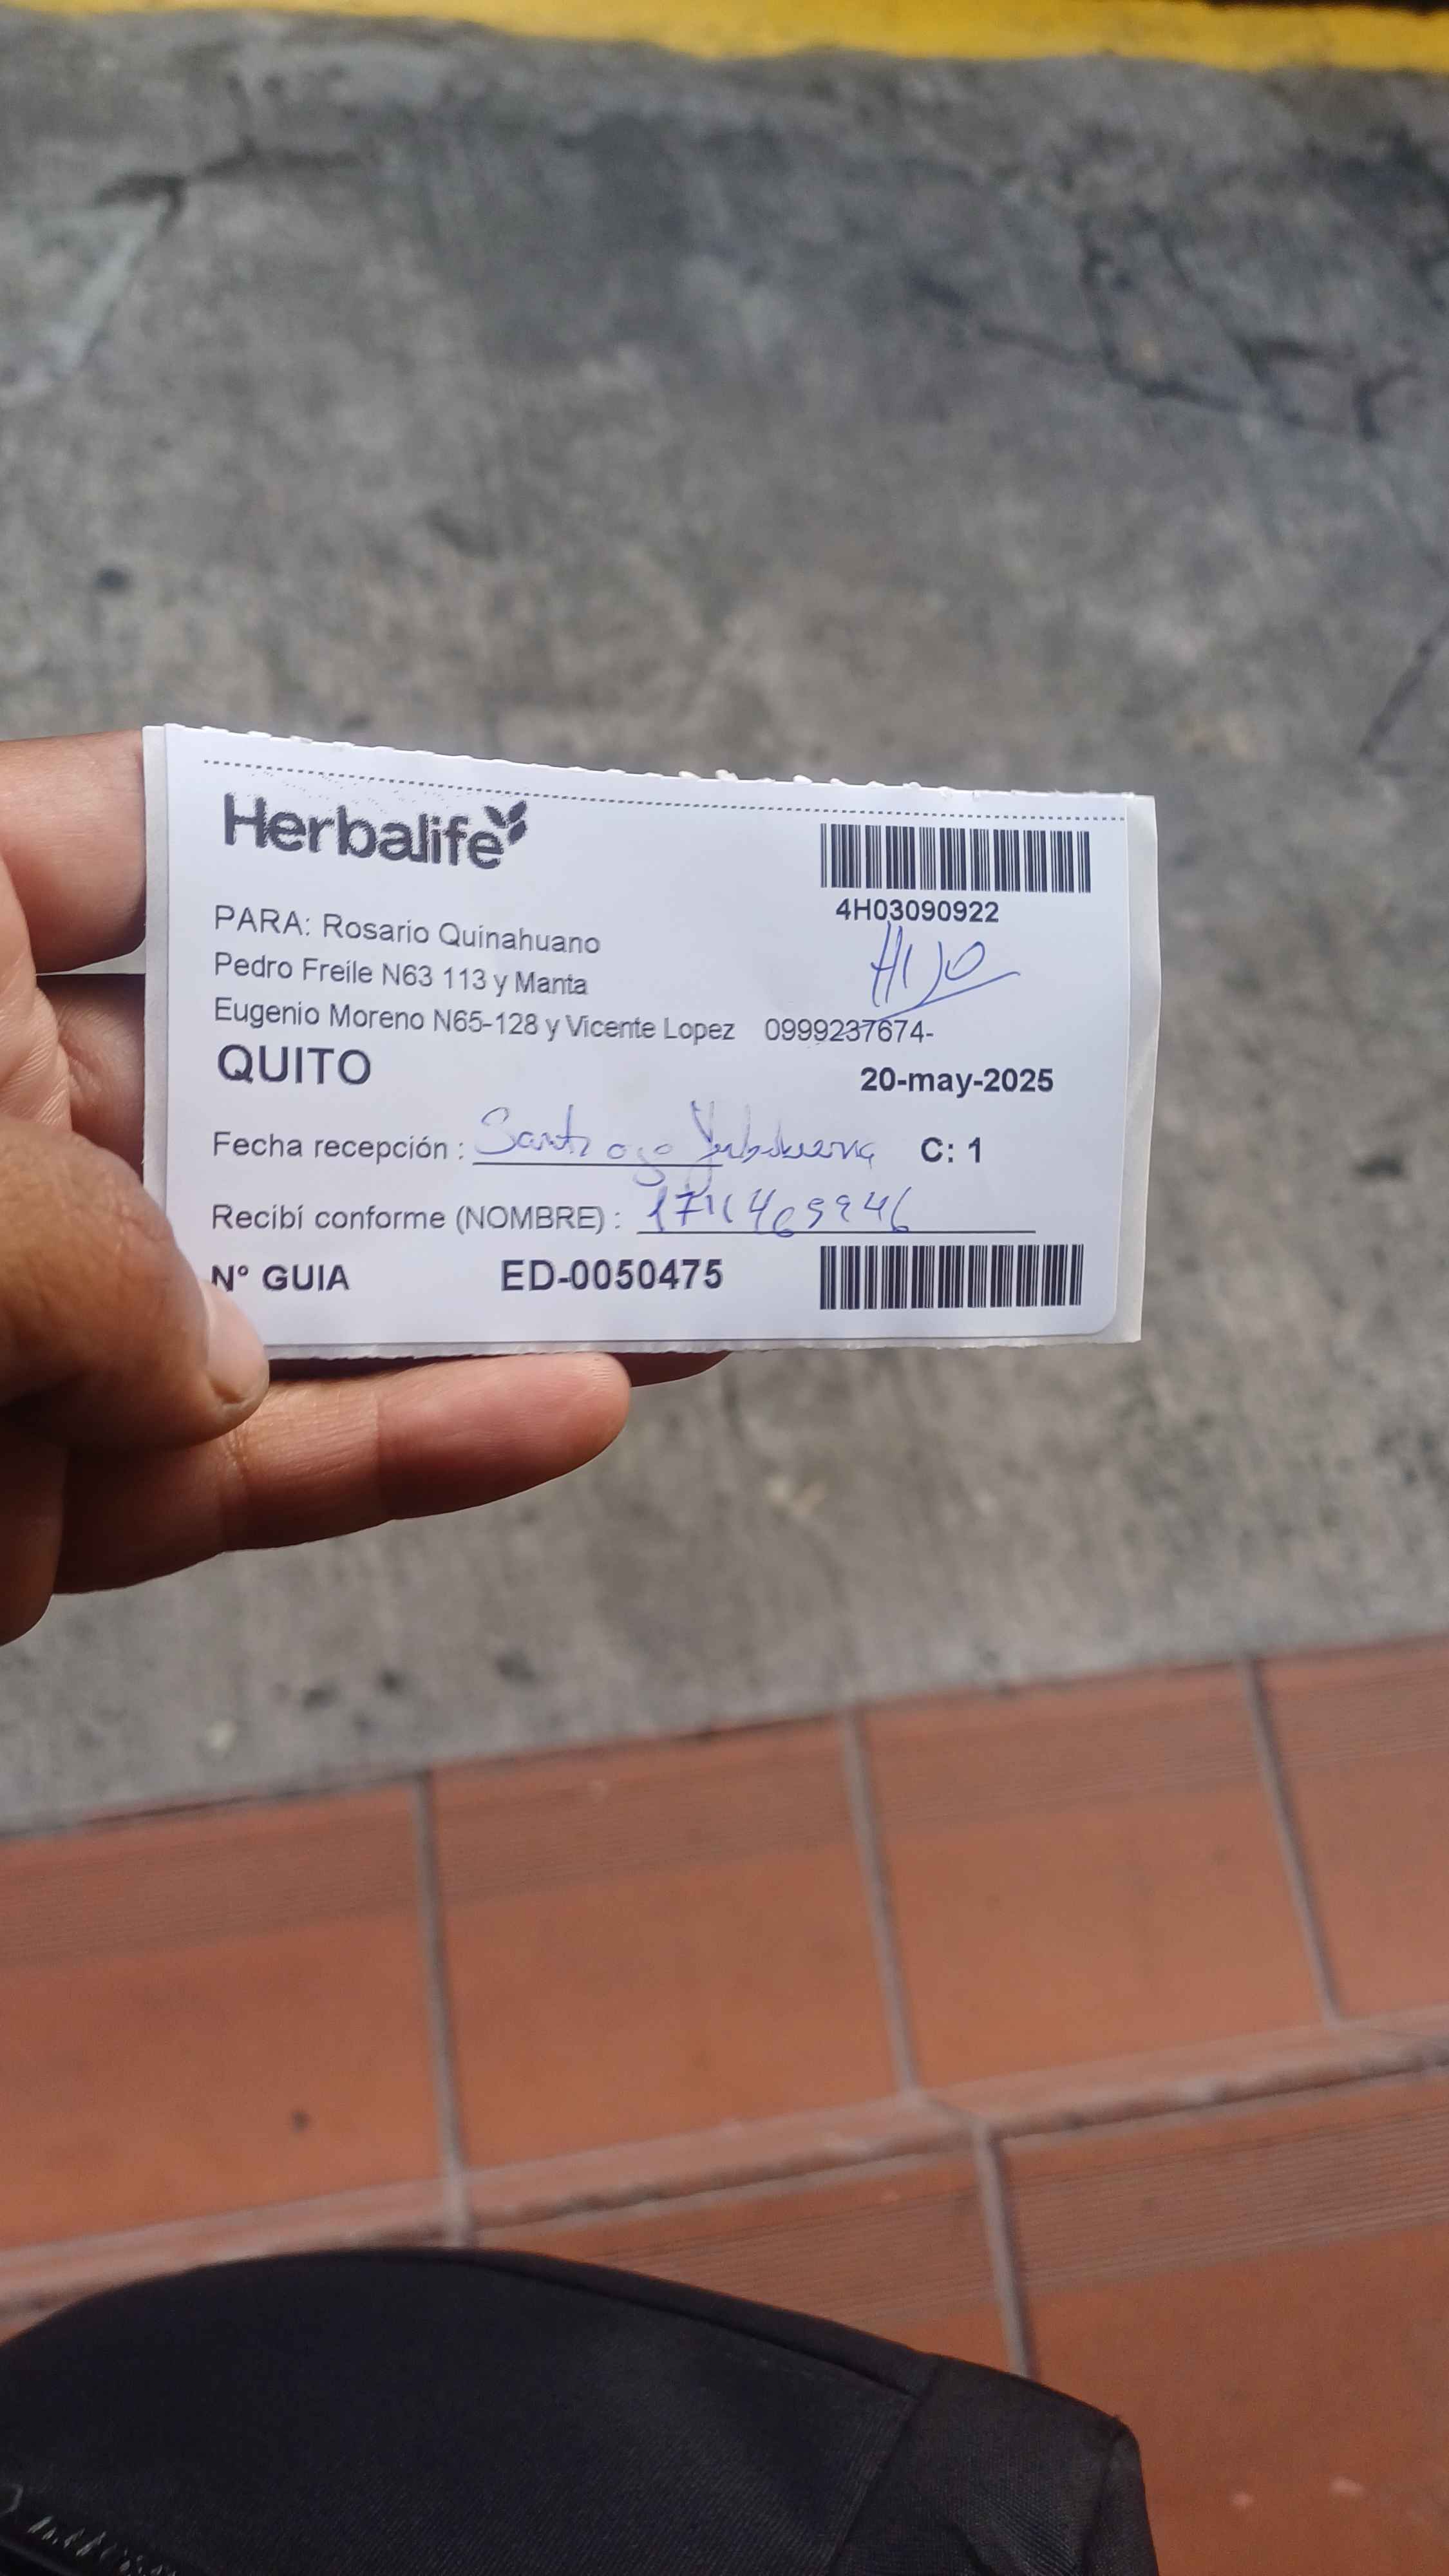 Herbalife
4H03090922
PARA: Rosario Quinahuano
HIJO
Pedro Freile N63 113 y Manta
Eugenio Moreno N65-128 y Vicente Lopez 0999237674-
QUITO 20-may-2025
Fecha recepción : Santiago C: 1
Recibí conforme (NOMBRE) :
N° GUIA ED-0050475